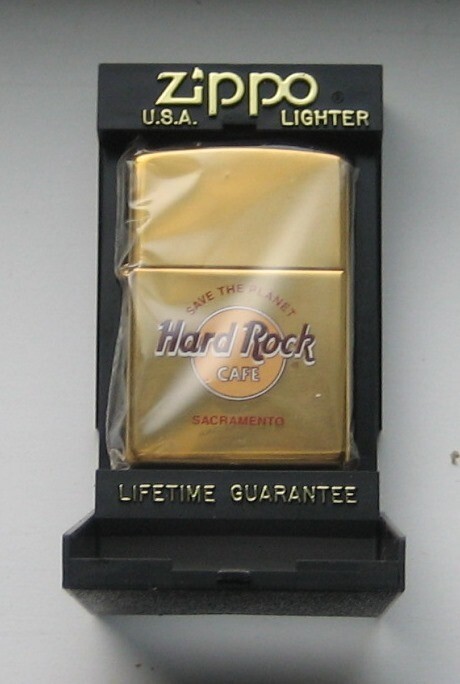 zippo
U.S.A. LIGHTER
SAVE THE PLANET
Hard Rock
CAFE
SACRAMENTO
LIFETIME GUARANTEE